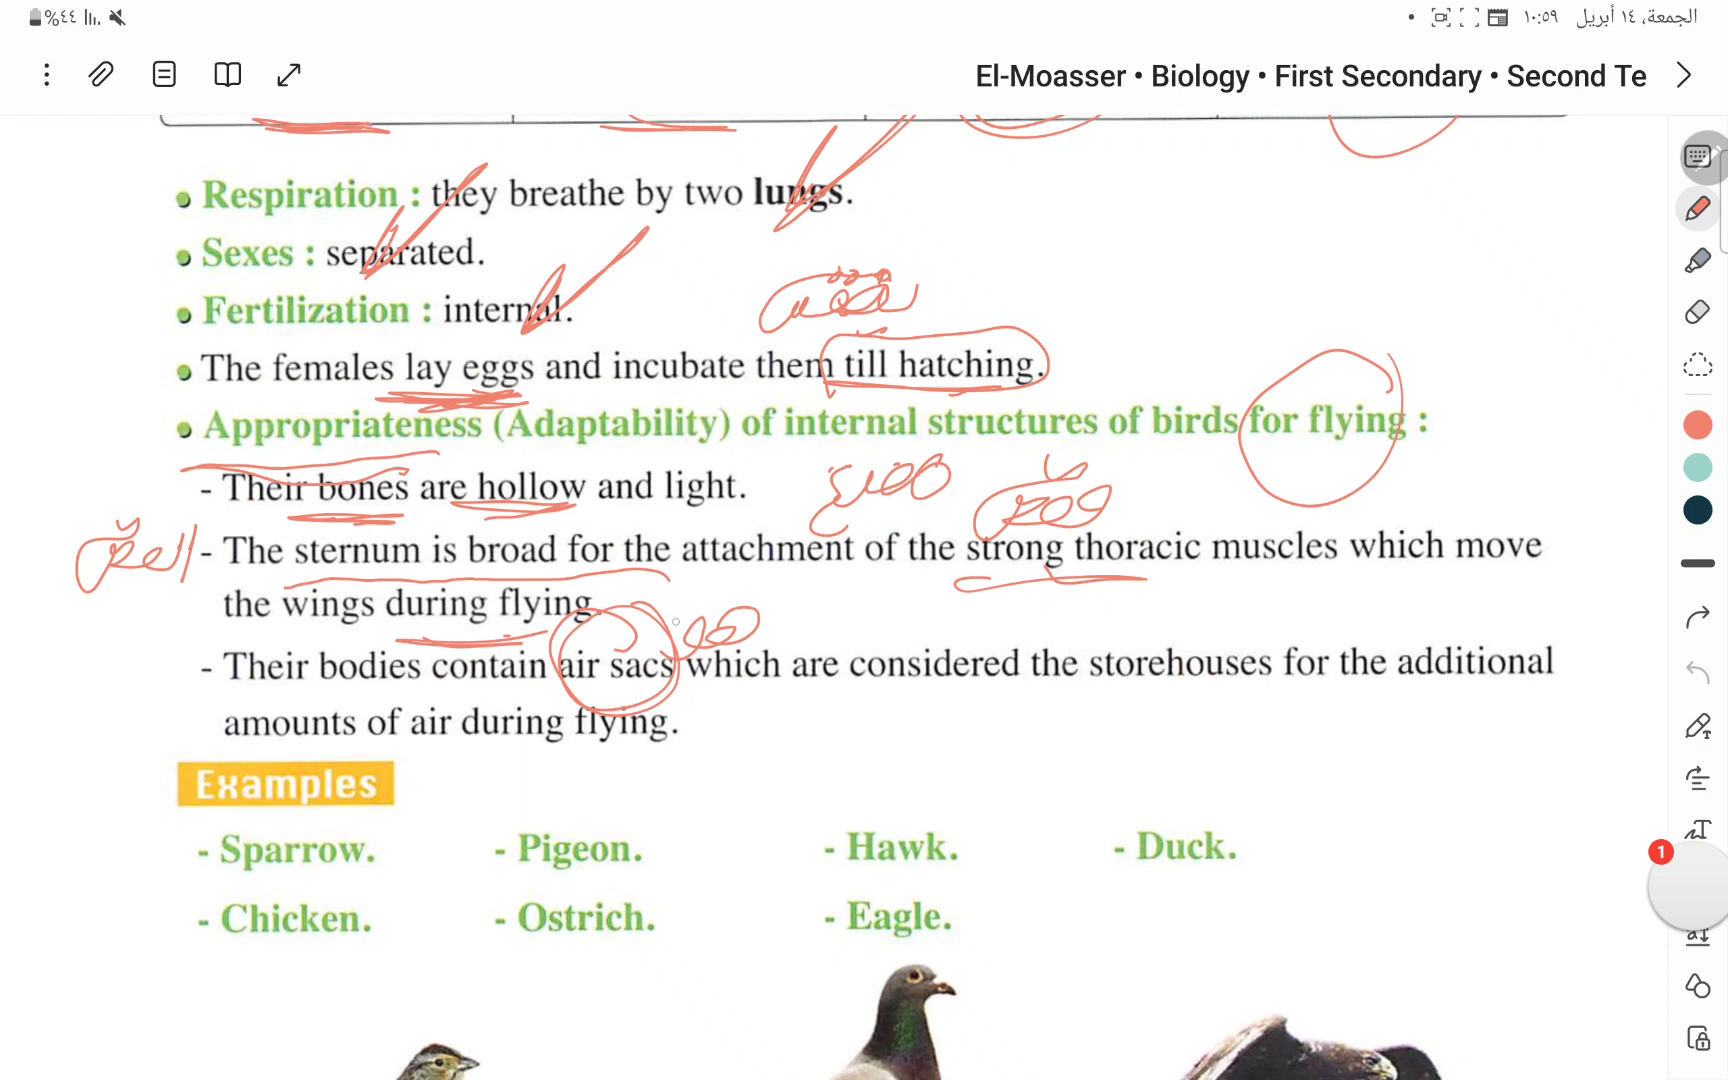 %٤٤
الجمعة، ١٤ أبريل ١٠:٥٩
El-Moasser • Biology • First Secondary • Second Te
• Respiration : they breathe by two lungs.
• Sexes : separated.
• Fertilization : internal.
• The females lay eggs and incubate them till hatching.
• Appropriateness (Adaptability) of internal structures of birds for flying :
- Their bones are hollow and light.
- The sternum is broad for the attachment of the strong thoracic muscles which move
the wings during flying.
- Their bodies contain air sacs which are considered the storehouses for the additional
amounts of air during flying.
Examples
- Sparrow. - Pigeon. - Hawk. - Duck.
- Chicken. - Ostrich. - Eagle.
1